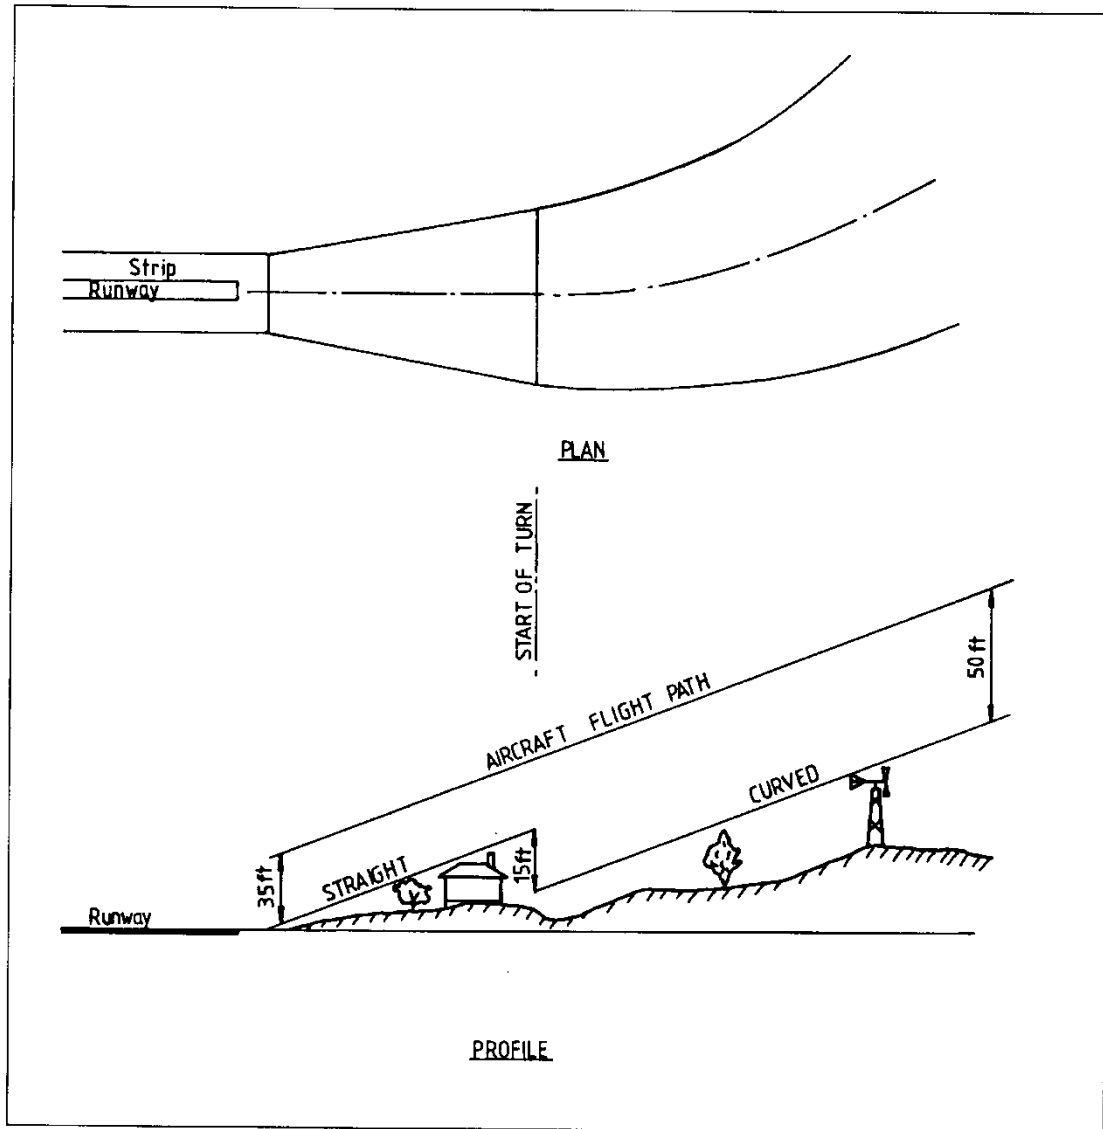 Strip
Runway
PLAN
START OF TURN
AIRCRAFT FLIGHT PATH
50ft
CURVED
STRAIGHT
15ft
35ft
Runway
PROFILE